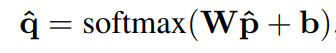 q̂ = softmax(Wp̂ + b)